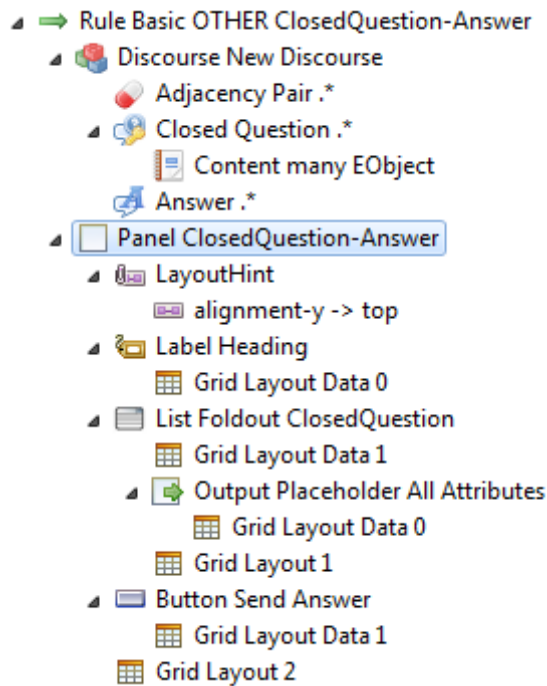 Rule Basic OTHER ClosedQuestion-Answer
Discourse New Discourse
Adjacency Pair .*
Closed Question .*
Content many EObject
Answer .*
Panel ClosedQuestion-Answer
LayoutHint
alignment-y -> top
Label Heading
Grid Layout Data 0
List Foldout ClosedQuestion
Grid Layout Data 1
Output Placeholder All Attributes
Grid Layout Data 0
Grid Layout 1
Button Send Answer
Grid Layout Data 1
Grid Layout 2